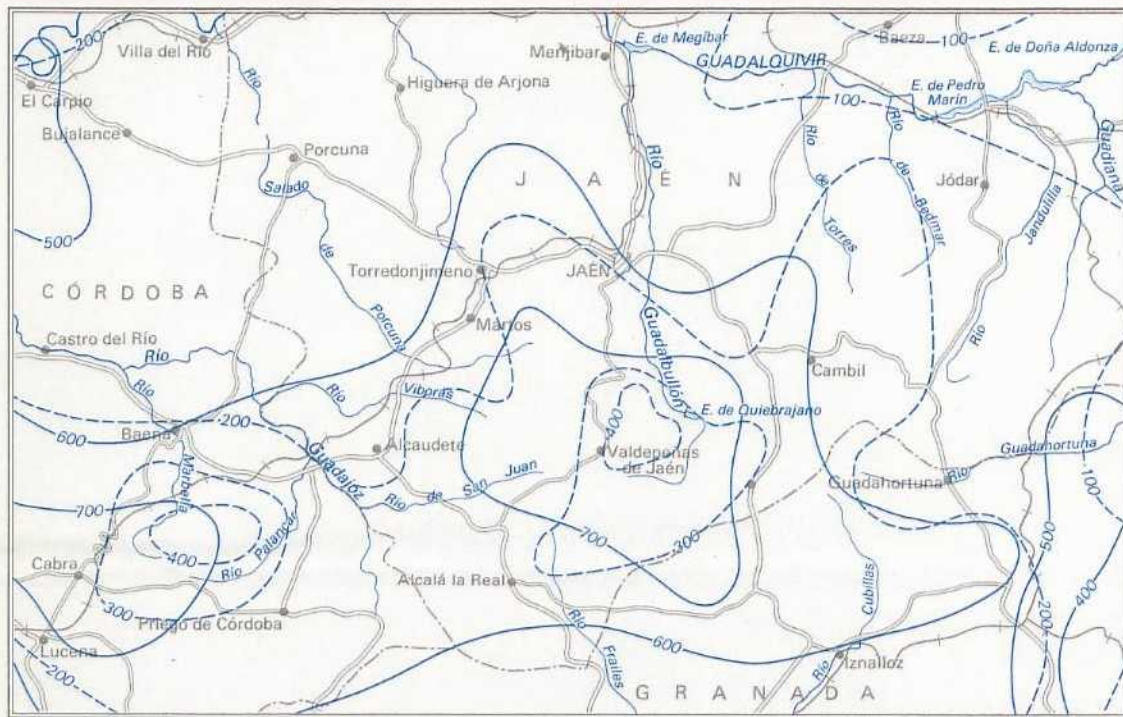 200
Villa del Río
Menjibar
E. de Megíbar
Baeza
100
E. de Doña Aldonza
GUADALQUIVIR
El Carpio
Río
Higuera de Arjona
E. de Pedro
Marín
100
Bujalance
Porcuna
Río
Río
Río
Guadiana
Salado
J A É N
de
de
Jódar
500
de
Torres
Bedmar
Jandulilla
Torredonjimeno
JAÉN
CÓRDOBA
Porcuna
Martos
Guadalbullón
Río
Castro del Río
Río
Cambil
Río
Río
Víboras
400
E. de Quiebrajano
600
Baena
200
Alcaudete
Valdepeñas
de Jaén
Guadahortuna
100
Marbella
Guadajoz
Río
de
San
Juan
Guadahortuna
Río
700
Palancar
400
Río
700
300
500
Cabra
Alcalá la Real
Cubillas
400
300
Priego de Córdoba
Río
200
Lucena
600
Iznalloz
200
Frailes
Río
GRANADA